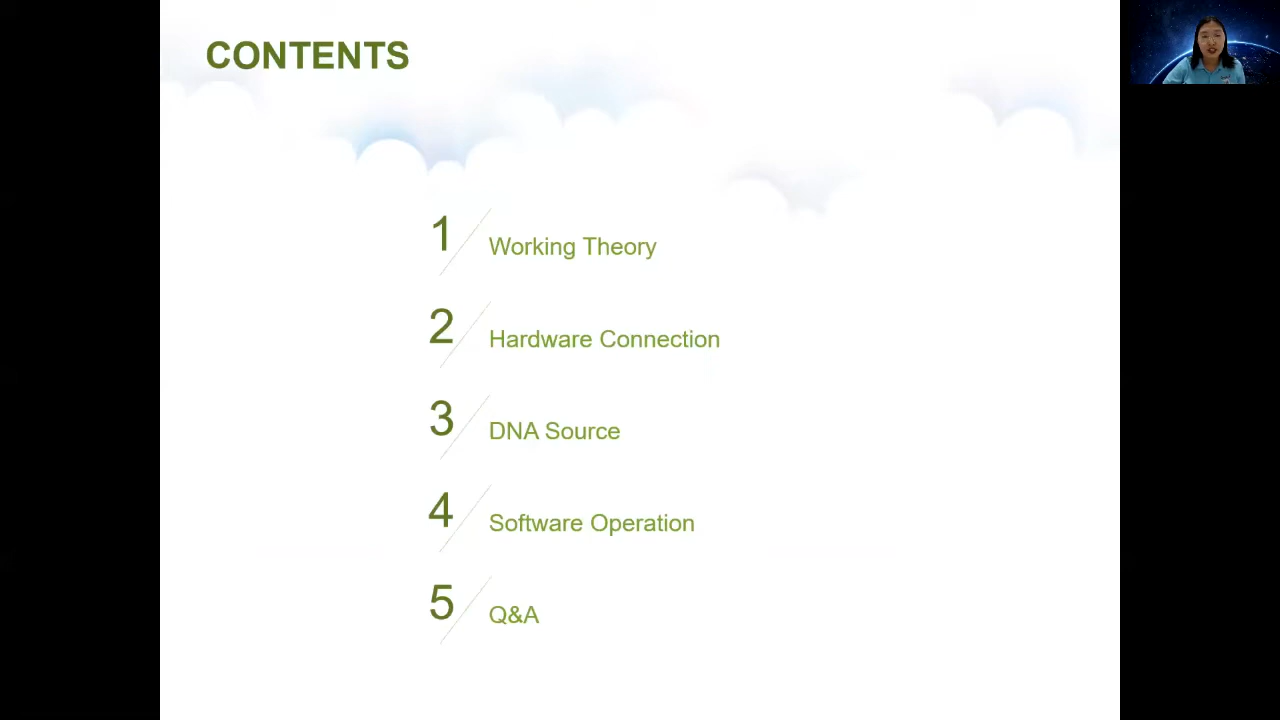 CONTENTS
1 Working Theory
2 Hardware Connection
3 DNA Source
4 Software Operation
5 Q&A